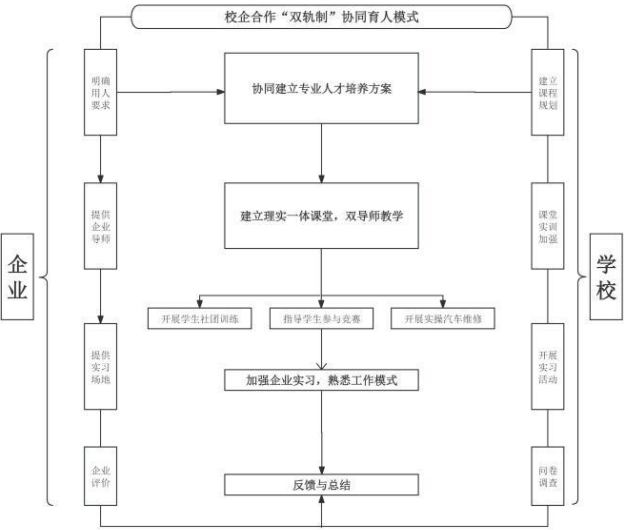 校企合作“双轨制”协同育人模式
明确
用人
要求
协同建立专业人才培养方案
建立
课程
规划
提供
企业
导师
建立理实一体课堂，双导师教学
课堂
实训
加强
企
业
学
校
开展学生社团训练
指导学生参与竞赛
开展实操汽车维修
提供
实习
场地
加强企业实习，熟悉工作模式
开展
实习
活动
企业
评价
反馈与总结
问卷
调查